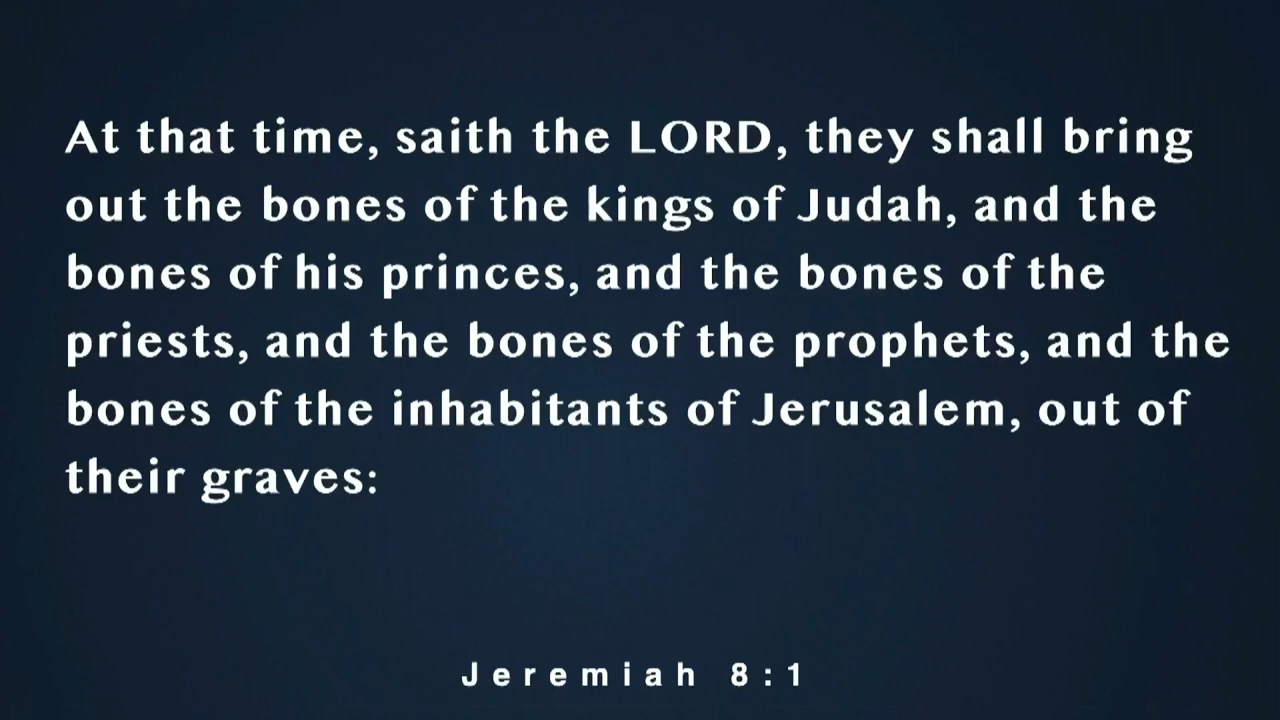 At that time, saith the LORD, they shall bring
out the bones of the kings of Judah, and the
bones of his princes, and the bones of the
priests, and the bones of the prophets, and the
bones of the inhabitants of Jerusalem, out of
their graves:
Jeremiah 8:1